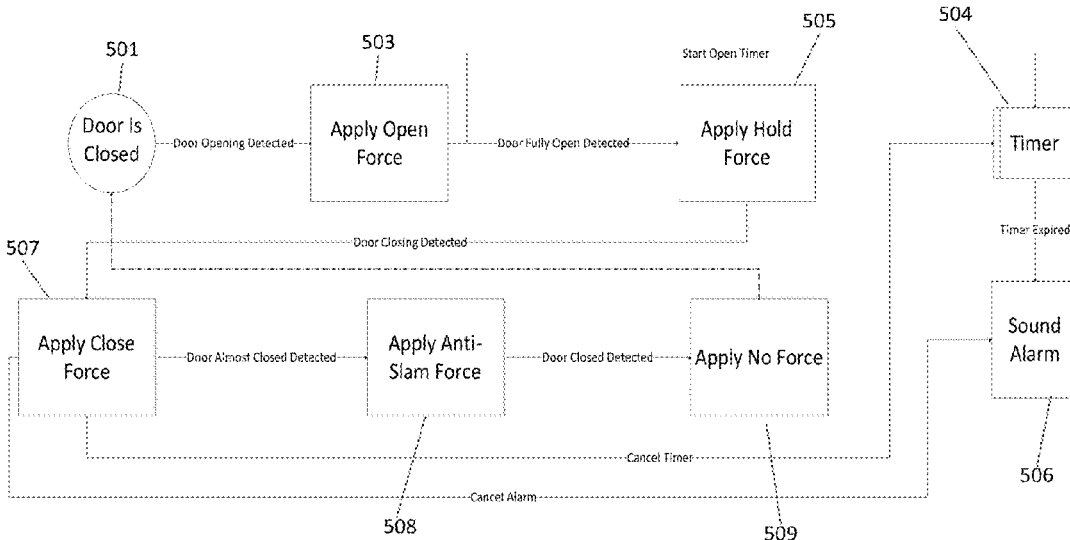 501
503
505
504
Start Open Timer
Door Is
Closed
Door Opening Detected
Apply Open
Force
Door Fully Open Detected
Apply Hold
Force
Timer
507
Door Closing Detected
Timer Expired
Apply Close
Force
Door Almost Closed Detected
Apply Anti-
Slam Force
Door Closed Detected
Apply No Force
Sound
Alarm
Cancel Timer
Cancel Alarm
506
508
509